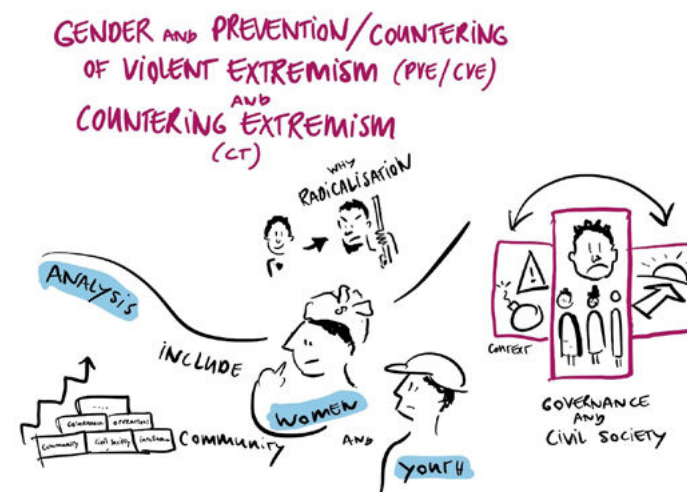 GENDER AND PREVENTION/COUNTERING
OF VIOLENT EXTREMISM (PVE/CVE)
AND
COUNTERING EXTREMISM
(CT)
WHY
RADICALISATION
ANALYSIS
INCLUDE
WOMEN
AND
YOUTH
....
GOVERNANCE
COMMUNITY
CIVIL SOCIETY
COMMUNITY
CONTEXT
GOVERNANCE
AND
CIVIL SOCIETY